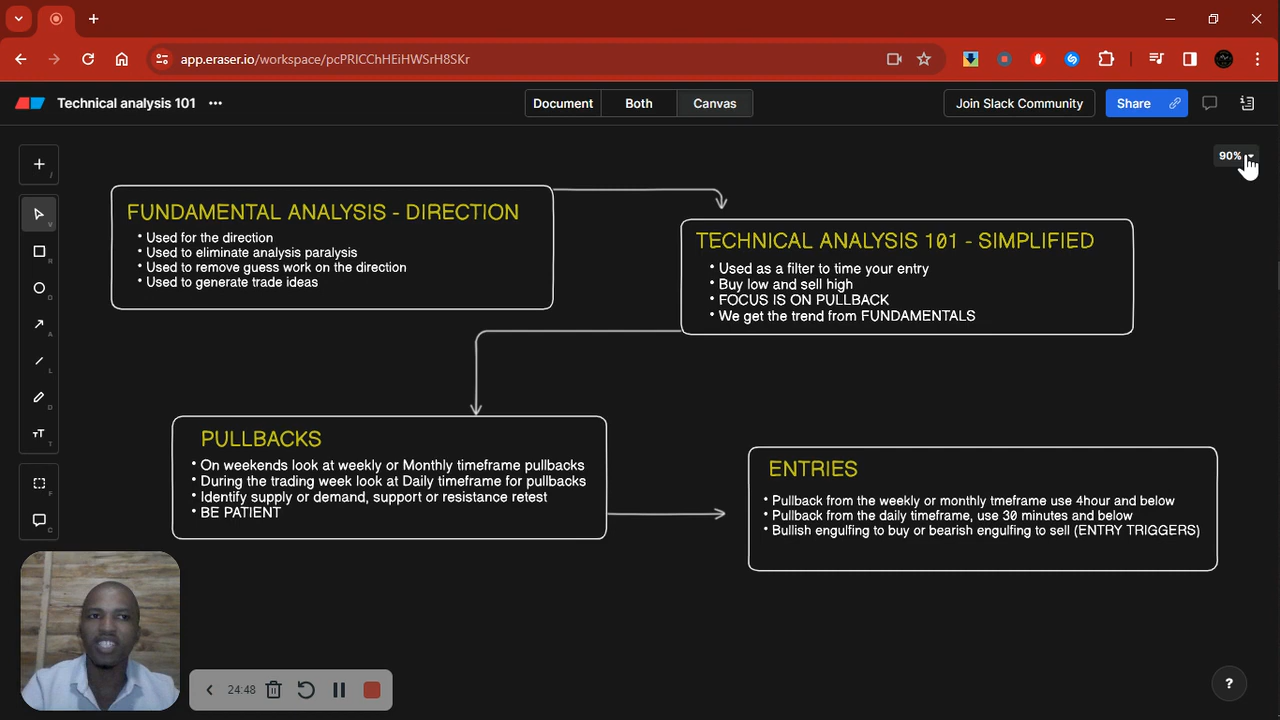 app.eraser.io/workspace/pcPRICChHEiHWSrH8SKr
Technical analysis 101 •••
Document Both Canvas
Join Slack Community
Share
90%
FUNDAMENTAL ANALYSIS - DIRECTION
• Used for the direction
• Used to eliminate analysis paralysis
• Used to remove guess work on the direction
• Used to generate trade ideas
TECHNICAL ANALYSIS 101 - SIMPLIFIED
• Used as a filter to time your entry
• Buy low and sell high
• FOCUS IS ON PULLBACK
• We get the trend from FUNDAMENTALS
PULLBACKS
• On weekends look at weekly or Monthly timeframe pullbacks
• During the trading week look at Daily timeframe for pullbacks
• Identify supply or demand, support or resistance retest
• BE PATIENT
ENTRIES
• Pullback from the weekly or monthly tmeframe use 4hour and below
• Pullback from the daily timeframe, use 30 minutes and below
• Bullish engulfing to buy or bearish engulfing to sell (ENTRY TRIGGERS)
24:48
?